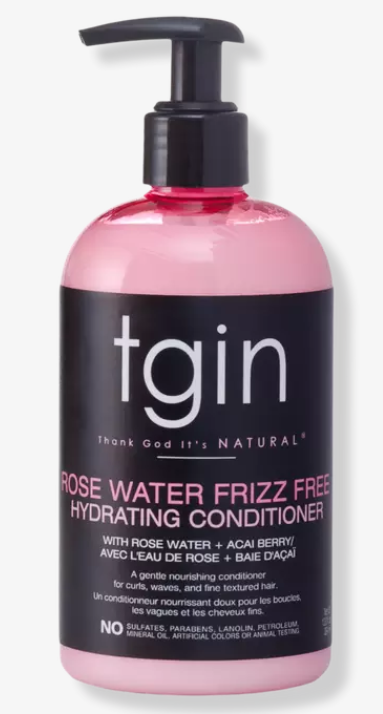 tgin
Thank God It's NATURAL®
ROSE WATER FRIZZ FREE
HYDRATING CONDITIONER
WITH ROSE WATER + ACAI BERRY/
AVEC L'EAU DE ROSE + BAIE D'AÇAÏ
A gentle nourishing conditioner
for curls, waves, and fine textured hair.
Un conditionneur nourrissant doux pour les boucles,
les vagues et les cheveux fins.
NO SULFATES, PARABENS, LANOLIN, PETROLEUM,
MINERAL OIL, ARTIFICIAL COLORS OR ANIMAL TESTING